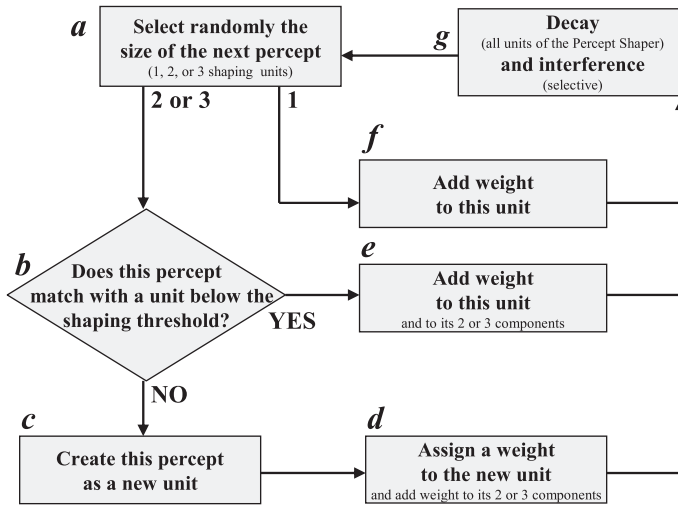 a
Select randomly the
size of the next percept
(1, 2, or 3 shaping units)
g
Decay
(all units of the Percept Shaper)
and interference
(selective)
2 or 3
1
f
Add weight
to this unit
b
Does this percept
match with a unit below the
shaping threshold?
YES
e
Add weight
to this unit
and to its 2 or 3 components
NO
c
Create this percept
as a new unit
d
Assign a weight
to the new unit
and add weight to its 2 or 3 components